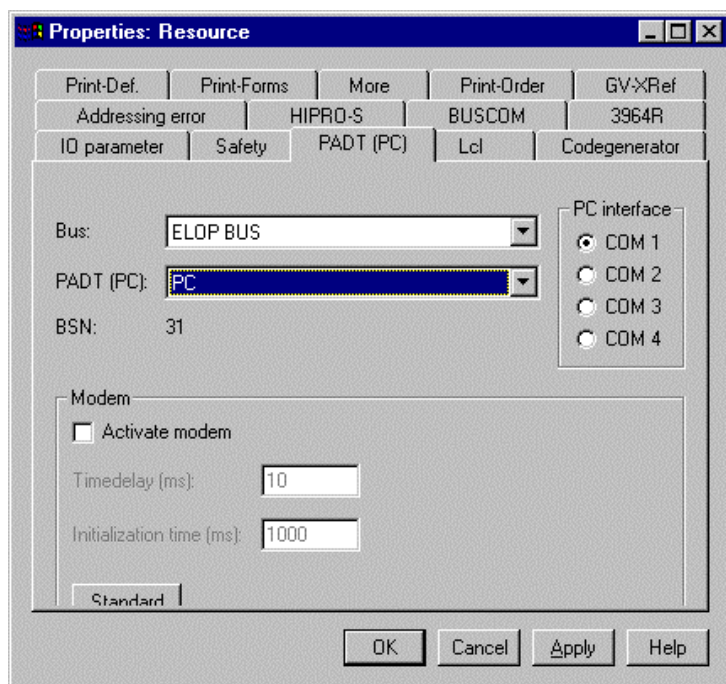 Properties: Resource
Print-Def. Print-Forms More Print-Order GV-XRef
Addressing error HIPRO-S BUSCOM 3964R
IO parameter Safety PADT (PC) Lcl Codegenerator
PC interface
Bus: ELOP BUS
COM 1
PADT (PC): PC
COM 2
BSN: 31
COM 3
COM 4
Modem
Activate modem
Timedelay (ms): 10
Initialization time (ms): 1000
Standard
OK Cancel Apply Help